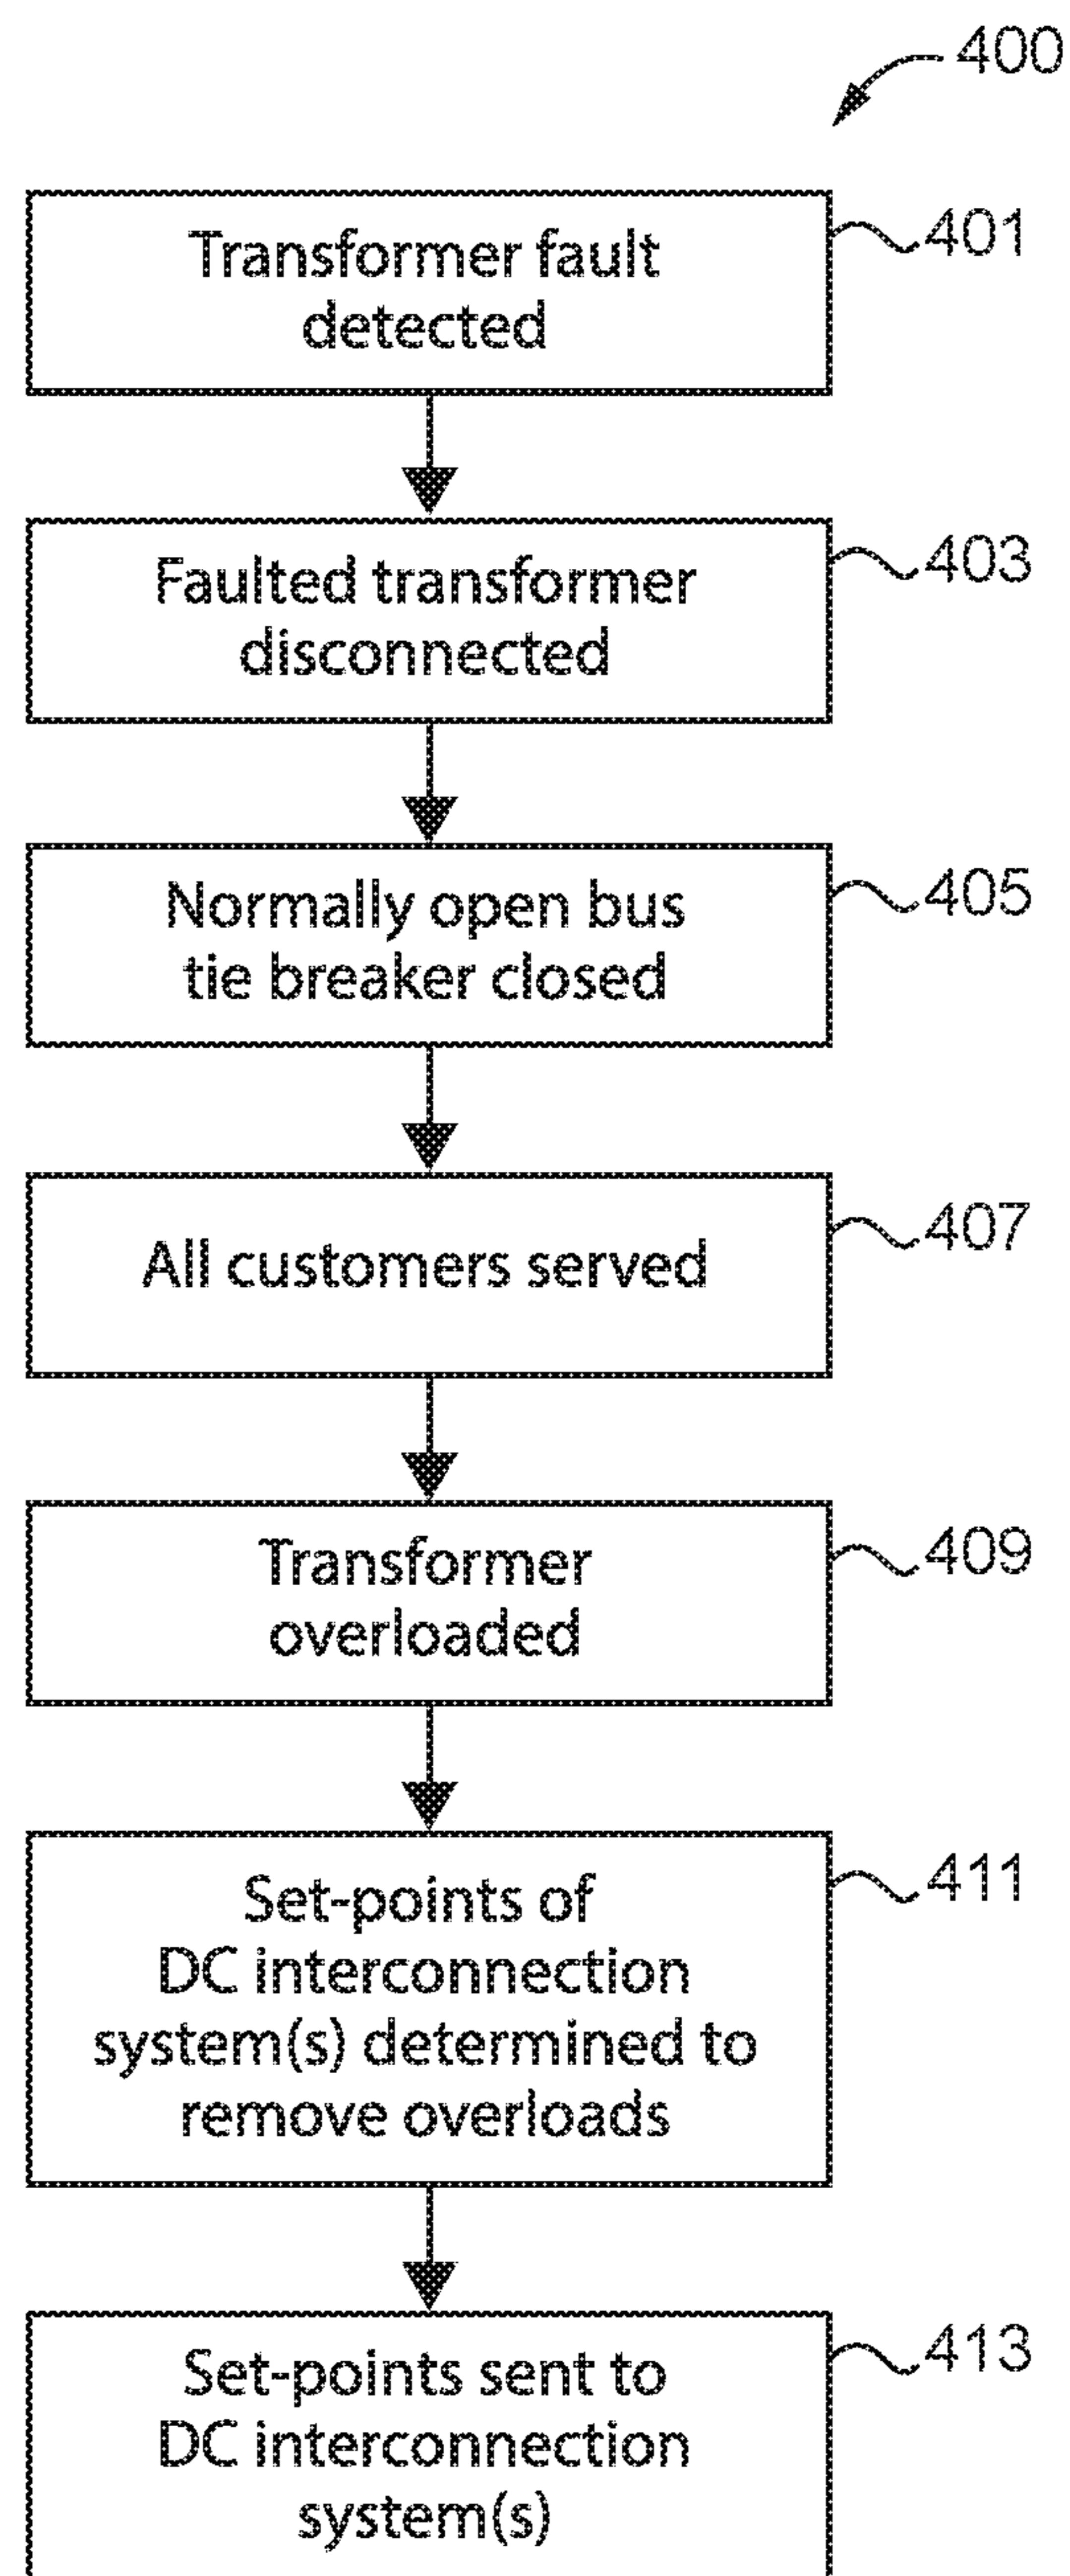 400
Transformer fault
detected
401
Faulted transformer
disconnected
403
Normally open bus
tie breaker closed
405
All customers served
407
Transformer
overloaded
409
Set-points of
DC interconnection
system(s) determined to
remove overloads
411
Set-points sent to
DC interconnection
system(s)
413